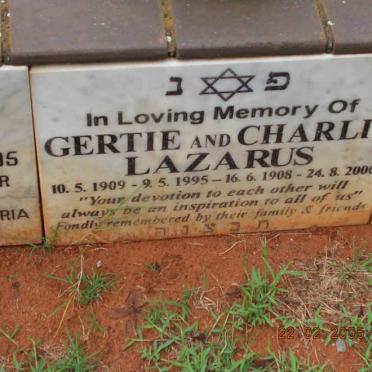 פ נ
In Loving Memory Of
GERTIE AND CHARLI
LAZARUS
10. 5. 1909 - 9. 5. 1995 - 16. 6. 1908 - 24. 8. 200
"Your devotion to each other will
always be an inspiration to all of us"
Fondly remembered by their family & friends
ת נ צ ב ה
05
R
RIA
22.02.2005